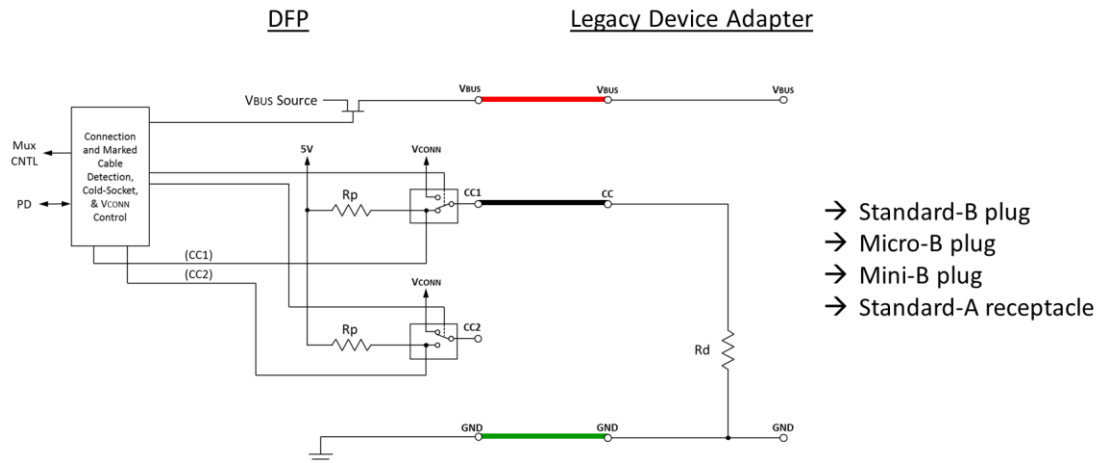 DFP
Legacy Device Adapter
VBUS Source
VBUS
VBUS
VBUS
Connection
and Marked
Cable
Detection,
Cold-Socket,
& VCONN
Control
Mux
CNTL
PD
5V
VCONN
Rp
CC1
CC
(CC1)
(CC2)
VCONN
Rp
CC2
Rd
GND
GND
GND
→ Standard-B plug
→ Micro-B plug
→ Mini-B plug
→ Standard-A receptacle